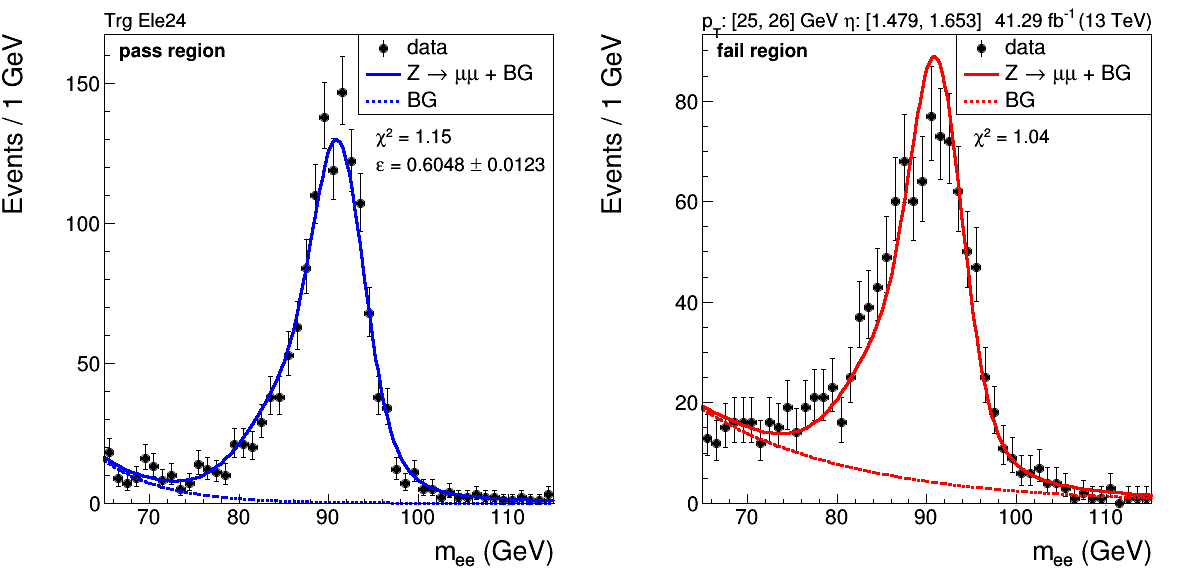 Trg Ele24
pass region
data
Z → μμ + BG
BG
χ² = 1.15
ε = 0.6048 ± 0.0123
Events / 1 GeV
150
100
50
0
70 80 90 100 110
m_ee (GeV)
p_T: [25, 26] GeV η: [1.479, 1.653] 41.29 fb⁻¹ (13 TeV)
fail region
data
Z → μμ + BG
BG
χ² = 1.04
Events / 1 GeV
80
60
40
20
0
70 80 90 100 110
m_ee (GeV)